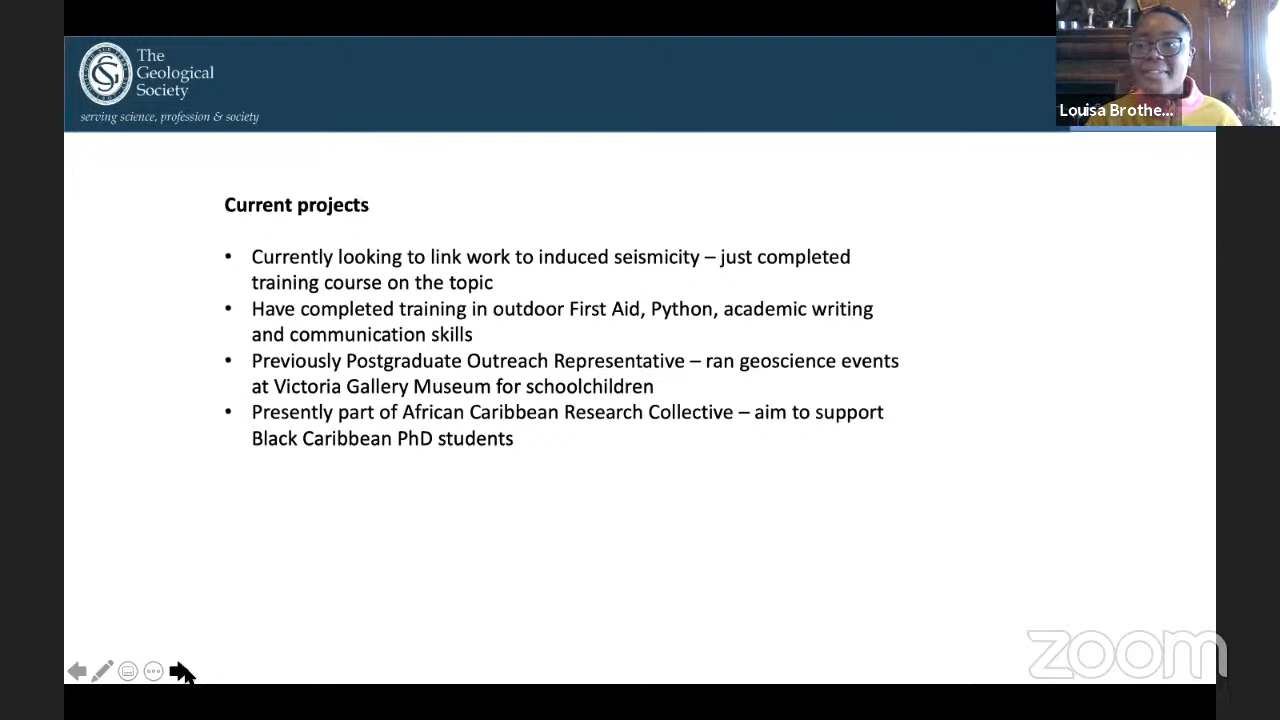 The
Geological
Society
serving science, profession & society
Louisa Brothe...
Current projects
• Currently looking to link work to induced seismicity – just completed
training course on the topic
• Have completed training in outdoor First Aid, Python, academic writing
and communication skills
• Previously Postgraduate Outreach Representative – ran geoscience events
at Victoria Gallery Museum for schoolchildren
• Presently part of African Caribbean Research Collective – aim to support
Black Caribbean PhD students
zoom